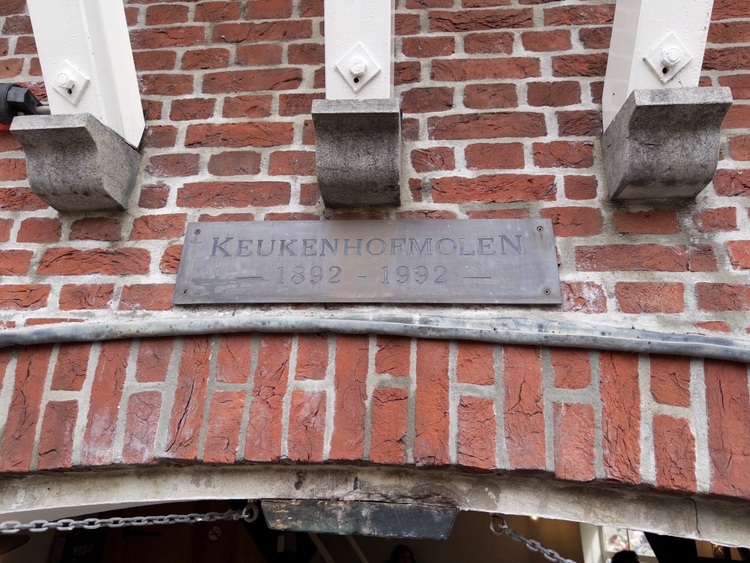 KEUKENHOFMOLEN
— 1892 - 1992 —